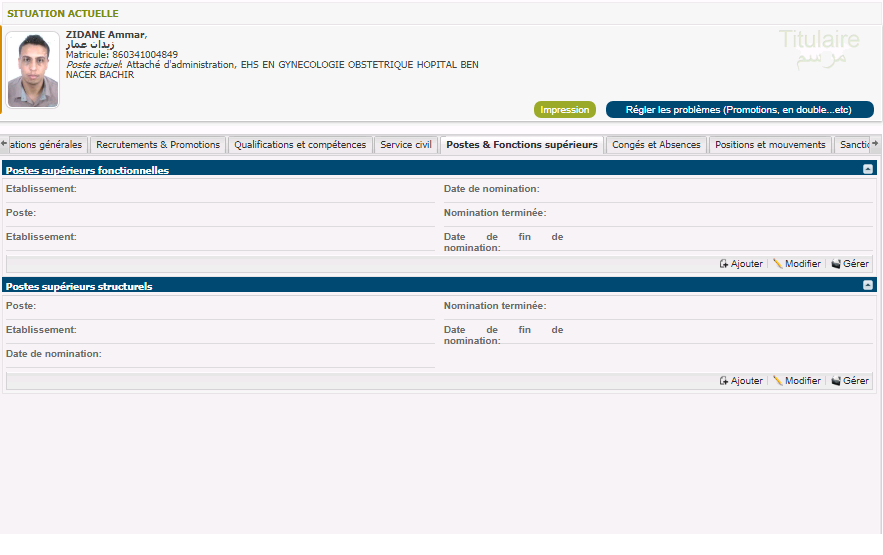 SITUATION ACTUELLE
ZIDANE Ammar,
زيدان عمار
Titulaire
مرسم
Matricule: 860341004849
Poste actuel: Attaché d'administration, EHS EN GYNECOLOGIE OBSTETRIQUE HOPITAL BEN
NACER BACHIR
Impression Régler les problèmes (Promotions, en double...etc)
ations générales Recrutements & Promotions Qualifications et compétences Service civil Postes & Fonctions supérieurs Congés et Absences Positions et mouvements Sanctio
Postes supérieurs fonctionnelles
Etablissement: Date de nomination:
Poste: Nomination terminée:
Etablissement: Date de fin de
nomination:
Ajouter Modifier Gérer
Postes supérieurs structurels
Poste: Nomination terminée:
Etablissement: Date de fin de
nomination:
Date de nomination:
Ajouter Modifier Gérer